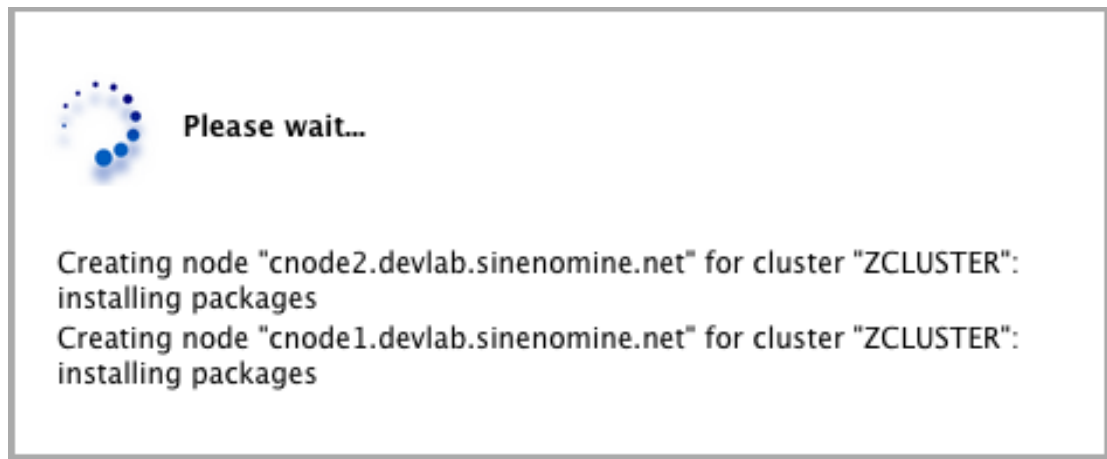 Please wait...
Creating node "cnode2.devlab.sinenomine.net" for cluster "ZCLUSTER":
installing packages
Creating node "cnode1.devlab.sinenomine.net" for cluster "ZCLUSTER":
installing packages